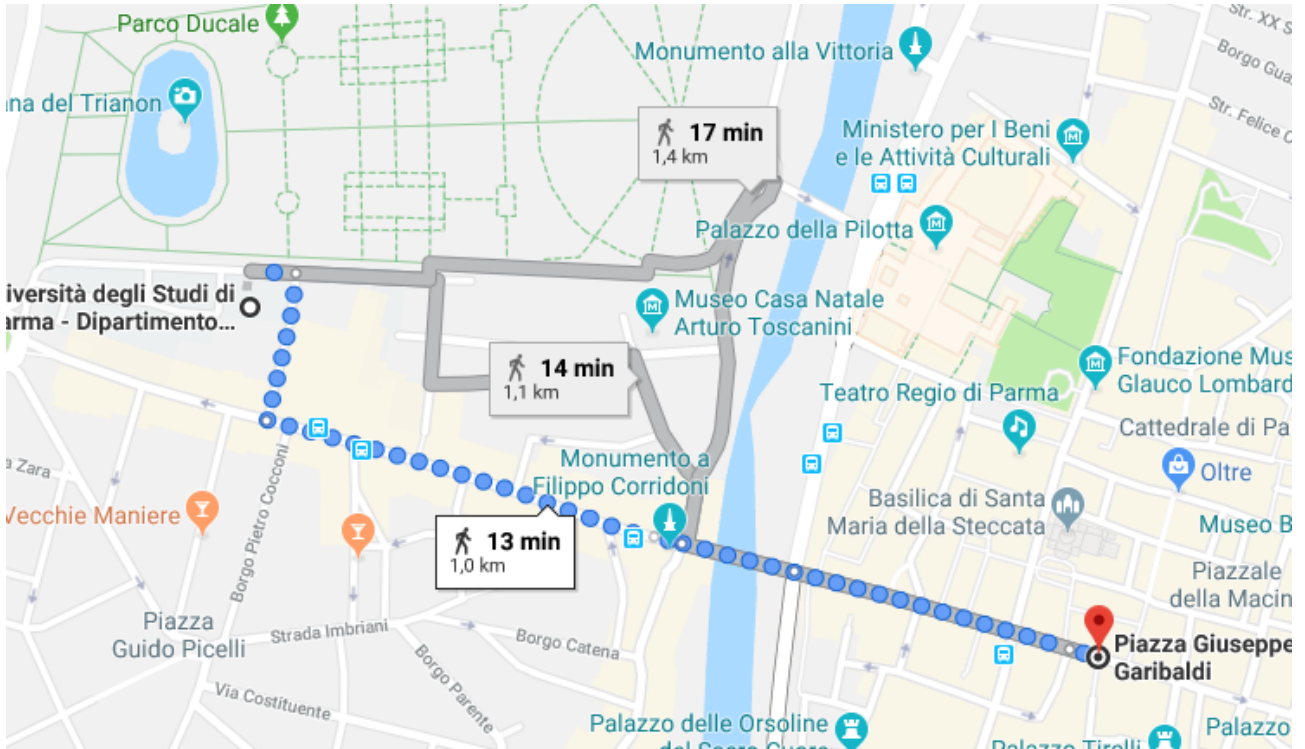 Parco Ducale
Monumento alla Vittoria
Str. XX S
Borgo Gua
na del Trianon
17 min
1,4 km
Ministero per I Beni
e le Attività Culturali
Str. Felice C
Palazzo della Pilotta
iversità degli Studi di
arma - Dipartimento...
Museo Casa Natale
Arturo Toscanini
14 min
1,1 km
Fondazione Mus
Glauco Lombard
Teatro Regio di Parma
Cattedrale di Pa
Monumento a
Filippo Corridoni
Oltre
a Zara
Vecchie Maniere
Borgo Pietro Cocconi
Basilica di Santa
Maria della Steccata
Museo B
13 min
1,0 km
Piazzale
della Macin
Piazza
Guido Picelli
Strada Imbriani
Borgo Catena
Borgo Parente
Piazza Giuseppe
Garibaldi
Via Costituente
Palazzo delle Orsoline
del Sacro Cuore
Palazzo
Palazzo Tirelli